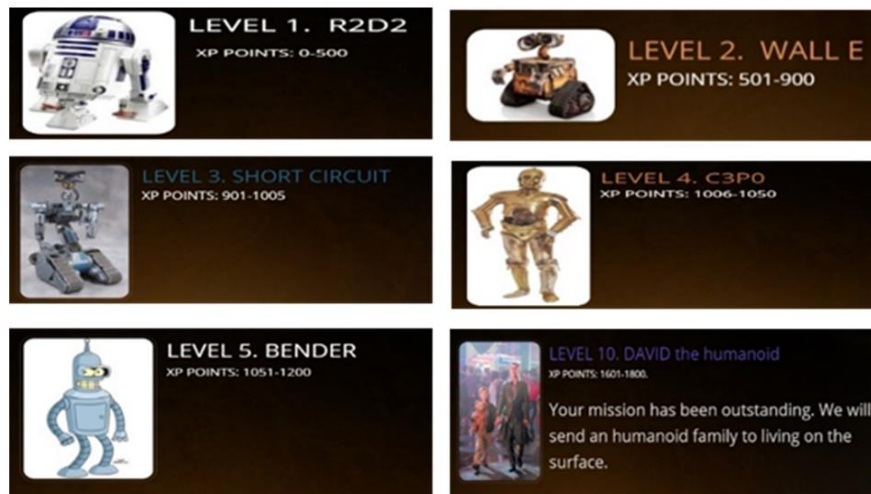 LEVEL 1. R2D2
XP POINTS: 0-500
LEVEL 2. WALL E
XP POINTS: 501-900
LEVEL 3. SHORT CIRCUIT
XP POINTS: 901-1005
LEVEL 4. C3P0
XP POINTS: 1006-1050
LEVEL 5. BENDER
XP POINTS: 1051-1200
LEVEL 10. DAVID the humanoid
XP POINTS: 1601-1800.
Your mission has been outstanding. We will
send an humanoid family to living on the
surface.